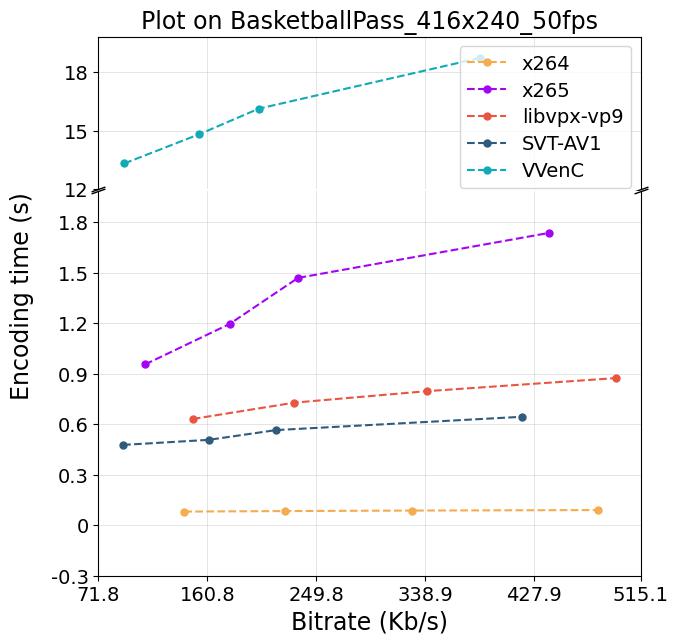 Plot on BasketballPass_416x240_50fps
x264
x265
libvpx-vp9
SVT-AV1
VVenC
18
15
12
1.8
1.5
1.2
0.9
0.6
0.3
0
-0.3
Encoding time (s)
71.8 160.8 249.8 338.9 427.9 515.1
Bitrate (Kb/s)